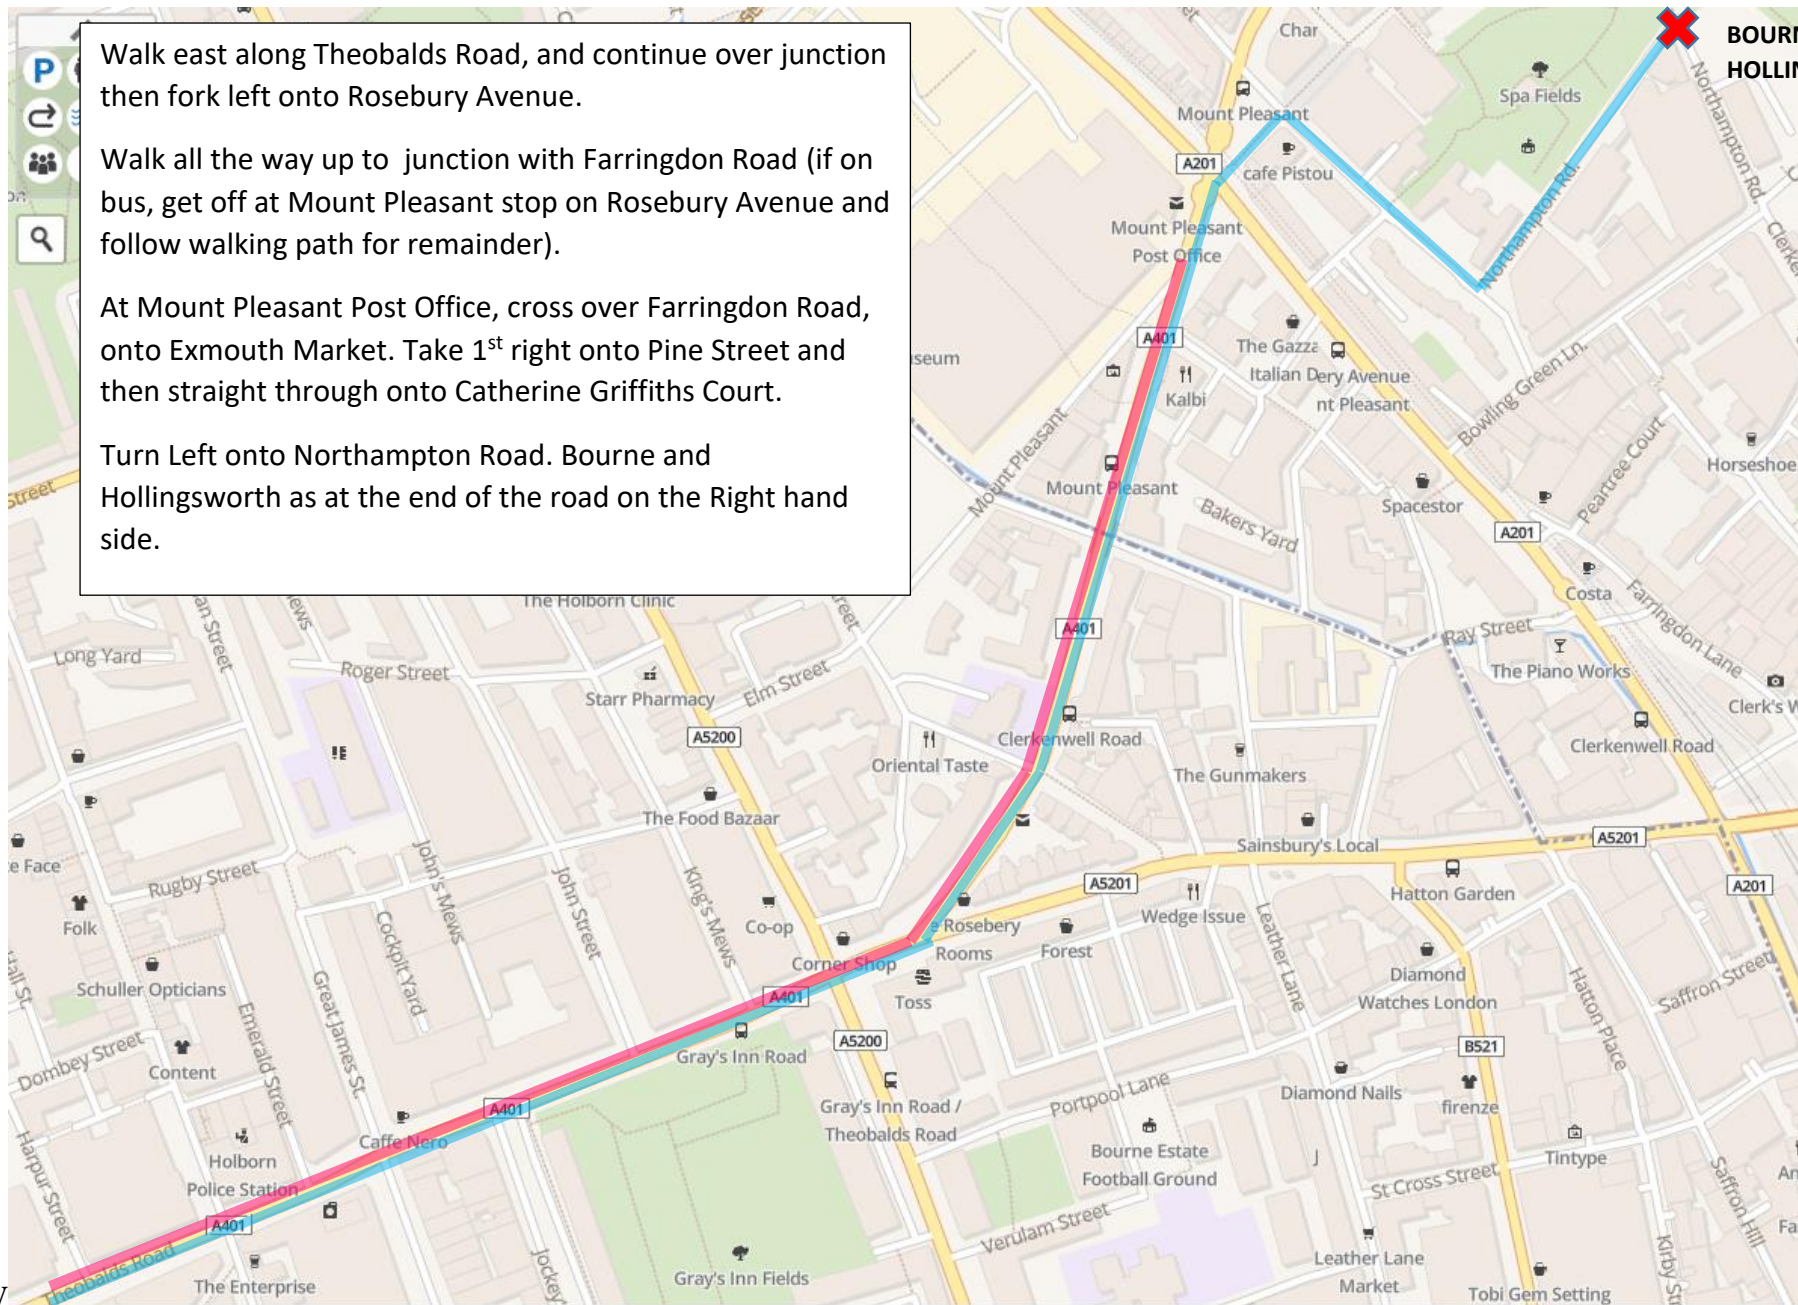 Walk east along Theobalds Road, and continue over junction
then fork left onto Rosebury Avenue.
Walk all the way up to  junction with Farringdon Road (if on
bus, get off at Mount Pleasant stop on Rosebury Avenue and
follow walking path for remainder).
At Mount Pleasant Post Office, cross over Farringdon Road,
onto Exmouth Market. Take 1st right onto Pine Street and
then straight through onto Catherine Griffiths Court.
Turn Left onto Northampton Road. Bourne and
Hollingsworth as at the end of the road on the Right hand
side.
P
BOURN
HOLLIN
Char
Spa Fields
Northampton Rd.
Mount Pleasant
A201
cafe Pistou
Northampton Rd.
Mount Pleasant
Post Office
A401
The Gazza
Italian D
ery Avenue
nt Pleasant
Kalbi
useum
Bowling Green Ln.
Mount Pleasant
Peartree Court
Horseshoe
Street
Mount Pleasant
Bakers Yard
Spacestor
A201
Costa
Farringdon Lane
The Holborn Clinic
Long Yard
Roger Street
Starr Pharmacy
Elm Street
A401
Ray Street
The Piano Works
Clerk's W
A5200
Oriental Taste
Clerkenwell Road
The Gunmakers
Clerkenwell Road
The Food Bazaar
Sainsbury's Local
A5201
e Face
Rugby Street
John's Mews
John Street
King's Mews
A5201
Hatton Garden
A201
Folk
Cockpit Yard
Co-op
e Rosebery
Rooms
Forest
Wedge Issue
Leather Lane
Corner Shop
Schuller Opticians
Emerald Street
Great James St.
A401
Toss
Diamond
Watches London
Hatton Place
Saffron Street
Dombey Street
Content
Gray's Inn Road
A5200
B521
Harpur Street
Caffe Nero
A401
Gray's Inn Road /
Theobalds Road
Portpool Lane
Diamond Nails
firenze
Holborn
Police Station
Bourne Estate
Football Ground
J
St Cross Street
Tintype
Saffron Hill
A401
Theobalds Road
The Enterprise
Jockey
Gray's Inn Fields
Verulam Street
Leather Lane
Market
Tobi Gem Setting
Kirby St